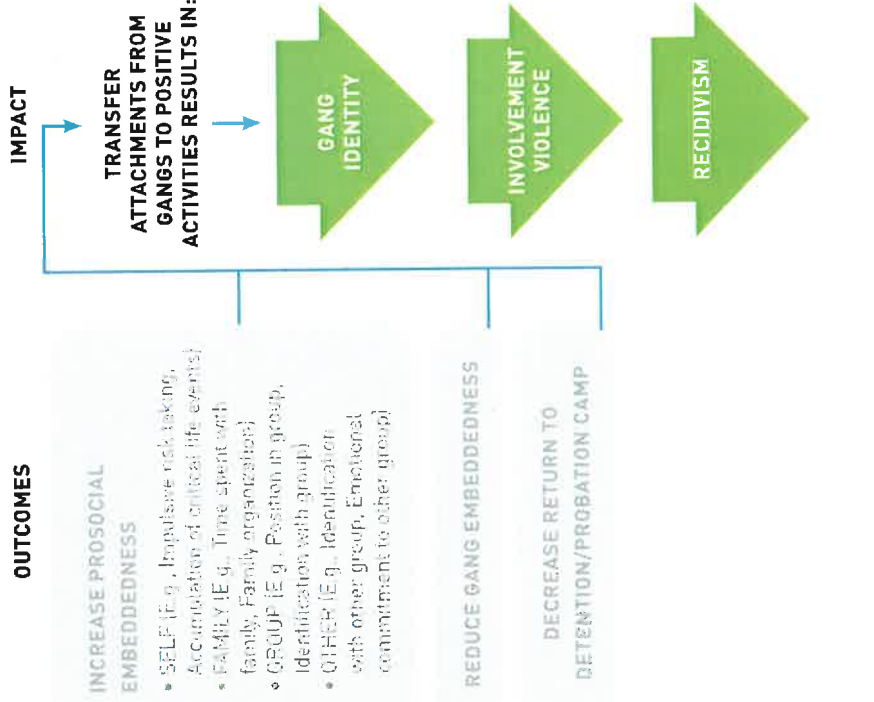 OUTCOMES
INCREASE PROSOCIAL
EMBEDDEDNESS
• SELF (E.g., Impulsive risk taking,
Accumulation of critical life events)
• FAMILY (E.g., Time spent with
family, Family organization)
• GROUP (E.g., Position in group,
Identification with group)
• OTHER (E.g., Identification
with other group, Emotional
commitment to other group)
REDUCE GANG EMBEDDEDNESS
DECREASE RETURN TO
DETENTION/PROBATION CAMP
IMPACT
TRANSFER
ATTACHMENTS FROM
GANGS TO POSITIVE
ACTIVITIES RESULTS IN:
GANG
IDENTITY
INVOLVEMENT
VIOLENCE
RECIDIVISM